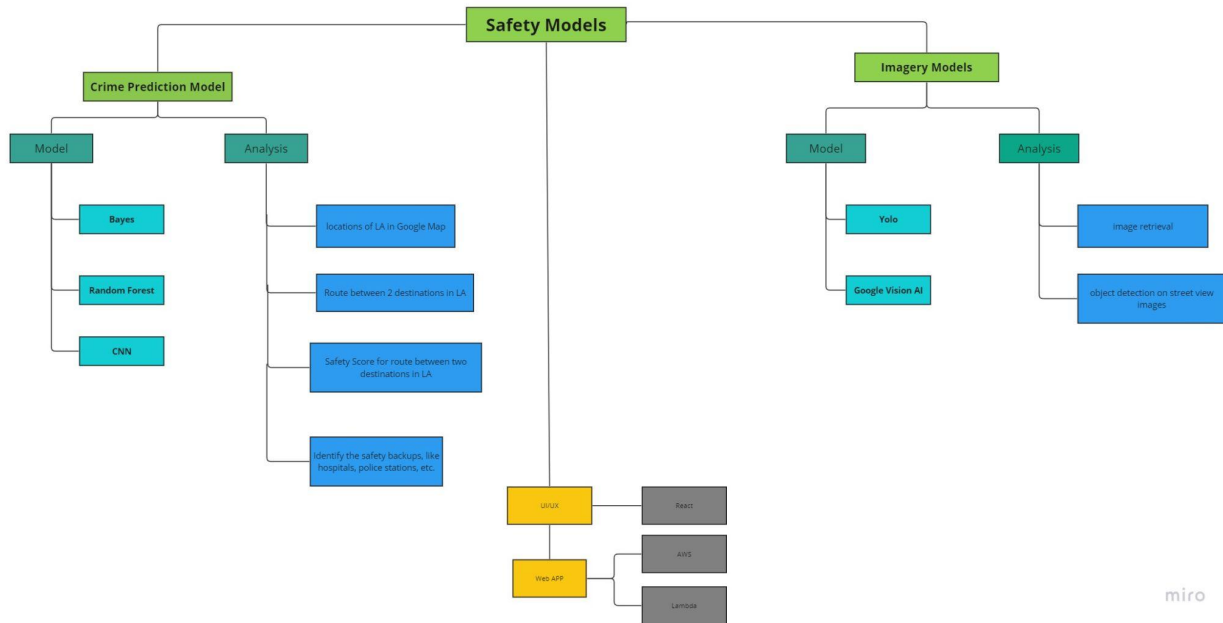 Safety Models
Crime Prediction Model
Imagery Models
Model
Analysis
Model
Analysis
Bayes
locations of LA in Google Map
Yolo
image retrieval
Random Forest
Route between 2 destinations in LA
Google Vision AI
object detection on street view
images
CNN
Safety Score for route between two
destinations in LA
Identify the safety backups, like
hospitals, police stations, etc.
UI/UX
React
AWS
Web APP
Lambda
miro